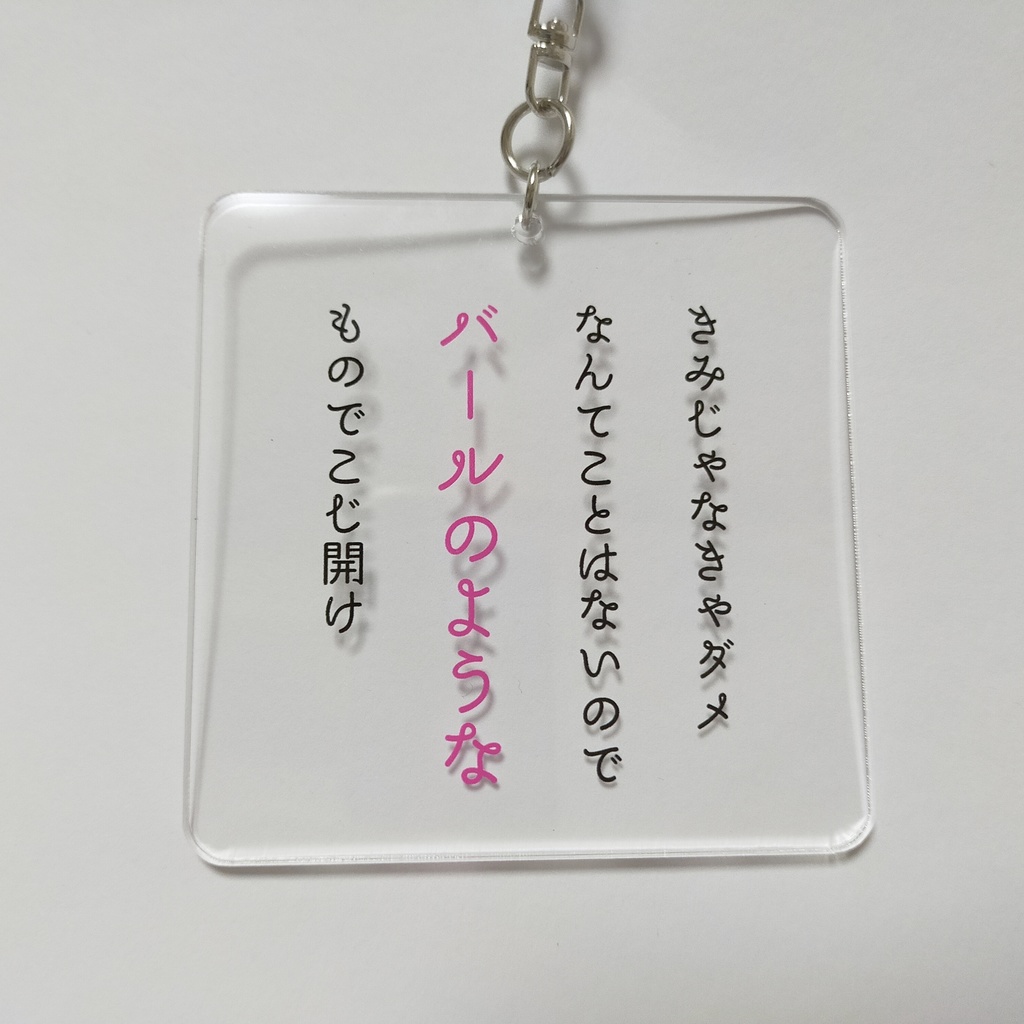 きみじゃなきゃダメ
なんてことはないので
バールのような
ものでこじ開け